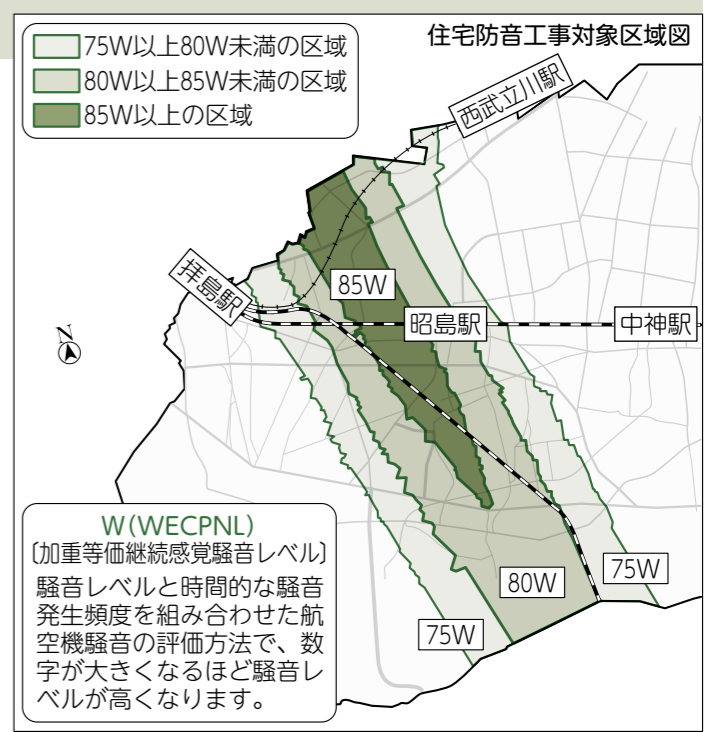 住宅防音工事対象区域図
75W以上80W未満の区域
80W以上85W未満の区域
85W以上の区域
西武立川駅
拝島駅
85W
昭島駅
中神駅
N
W(WECPNL)
〔加重等価継続感覚騒音レベル〕
騒音レベルと時間的な騒音
発生頻度を組み合わせた航
空機騒音の評価方法で、数
字が大きくなるほど騒音レ
ベルが高くなります。
80W
75W
75W